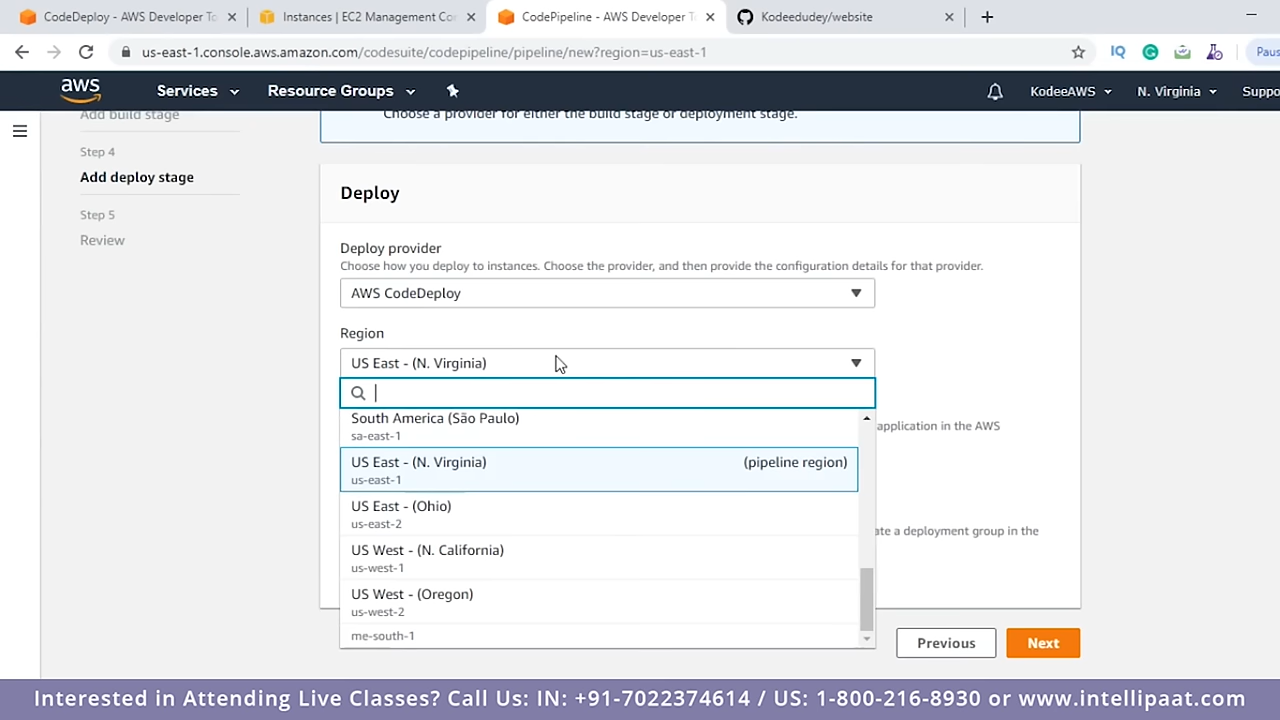 CodeDeploy - AWS Developer To
Instances | EC2 Management Con
CodePipeline - AWS Developer T
Kodeedudey/website
us-east-1.console.aws.amazon.com/codesuite/codepipeline/pipeline/new?region=us-east-1
IQ
Paus
aws
Services
Resource Groups
KodeeAWS
N. Virginia
Suppo
Add build stage
Choose a provider for either the build stage or deployment stage.
Step 4
Add deploy stage
Step 5
Review
Deploy
Deploy provider
Choose how you deploy to instances. Choose the provider, and then provide the configuration details for that provider.
AWS CodeDeploy
Region
US East - (N. Virginia)
South America (São Paulo)
sa-east-1
application in the AWS
US East - (N. Virginia) (pipeline region)
us-east-1
US East - (Ohio)
us-east-2
ate a deployment group in the
US West - (N. California)
us-west-1
US West - (Oregon)
us-west-2
me-south-1
Previous
Next
Interested in Attending Live Classes? Call Us: IN: +91-7022374614 / US: 1-800-216-8930 or www.intellipaat.com